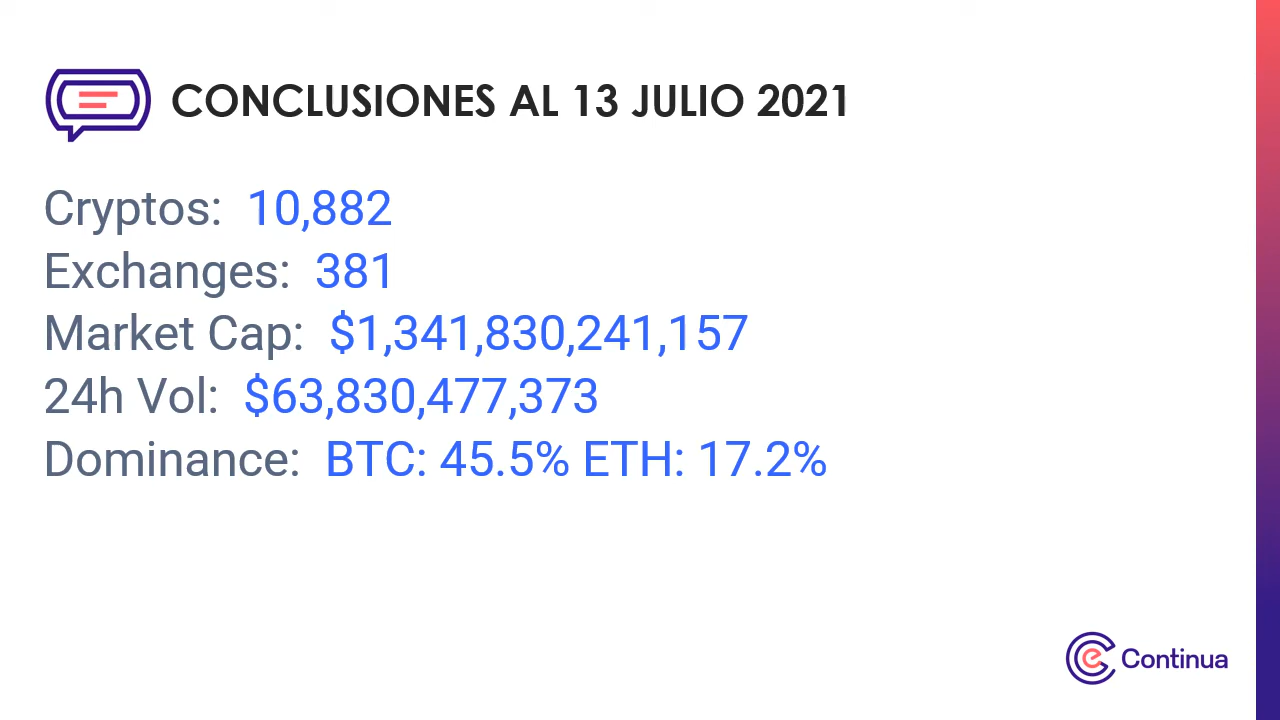 CONCLUSIONES AL 13 JULIO 2021
Cryptos: 10,882
Exchanges: 381
Market Cap: $1,341,830,241,157
24h Vol: $63,830,477,373
Dominance: BTC: 45.5% ETH: 17.2%
Continua